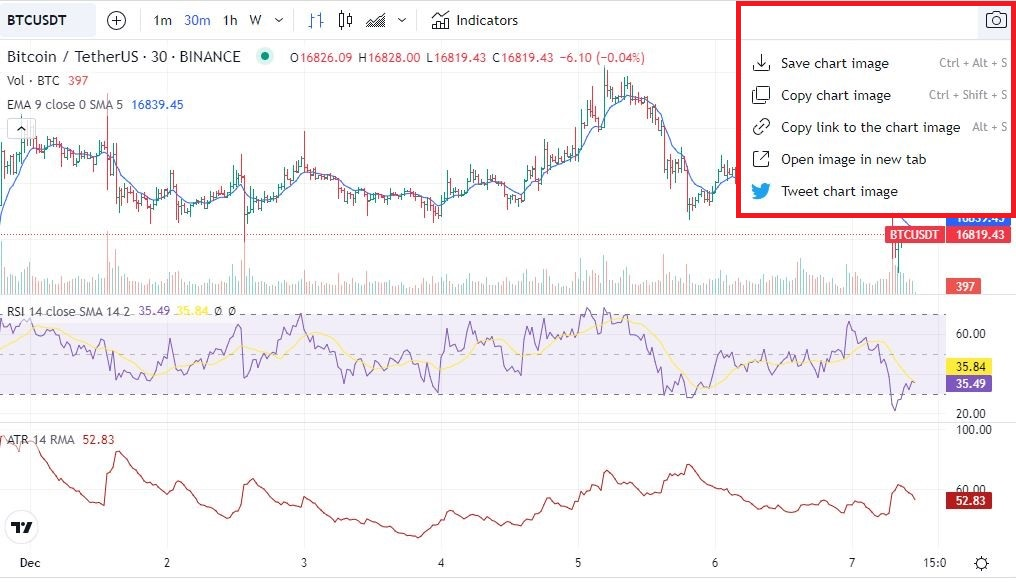 BTCUSDT 1m 30m 1h W Indicators
Bitcoin / TetherUS · 30 · BINANCE O16826.09 H16828.00 L16819.43 C16819.43 −6.10 (−0.04%)
Vol · BTC 397
EMA 9 close 0 SMA 5 16839.45
Save chart image Ctrl + Alt + S
Copy chart image Ctrl + Shift + S
Copy link to the chart image Alt + S
Open image in new tab
Tweet chart image
16839.45
BTCUSDT 16819.43
397
RSI 14 close SMA 14 2 35.49 35.84 Ø Ø
60.00
35.84
35.49
20.00
ATR 14 RMA 52.83
100.00
60.00
52.83
Dec 2 3 4 5 6 7 15:0